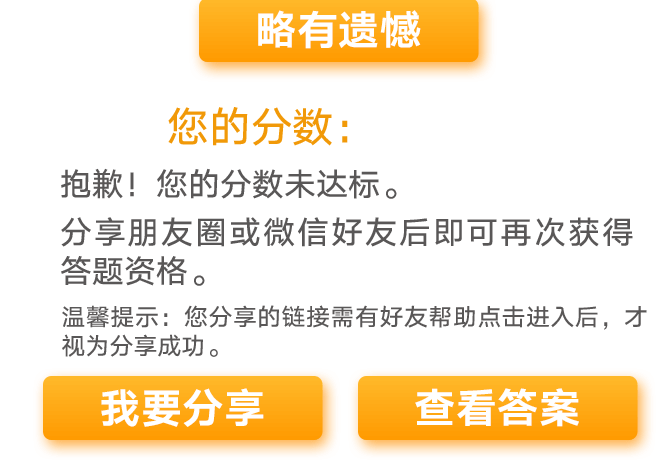 略有遗憾
您的分数：
抱歉！您的分数未达标。
分享朋友圈或微信好友后即可再次获得
答题资格。
温馨提示：您分享的链接需有好友帮助点击进入后，才
视为分享成功。
我要分享
查看答案